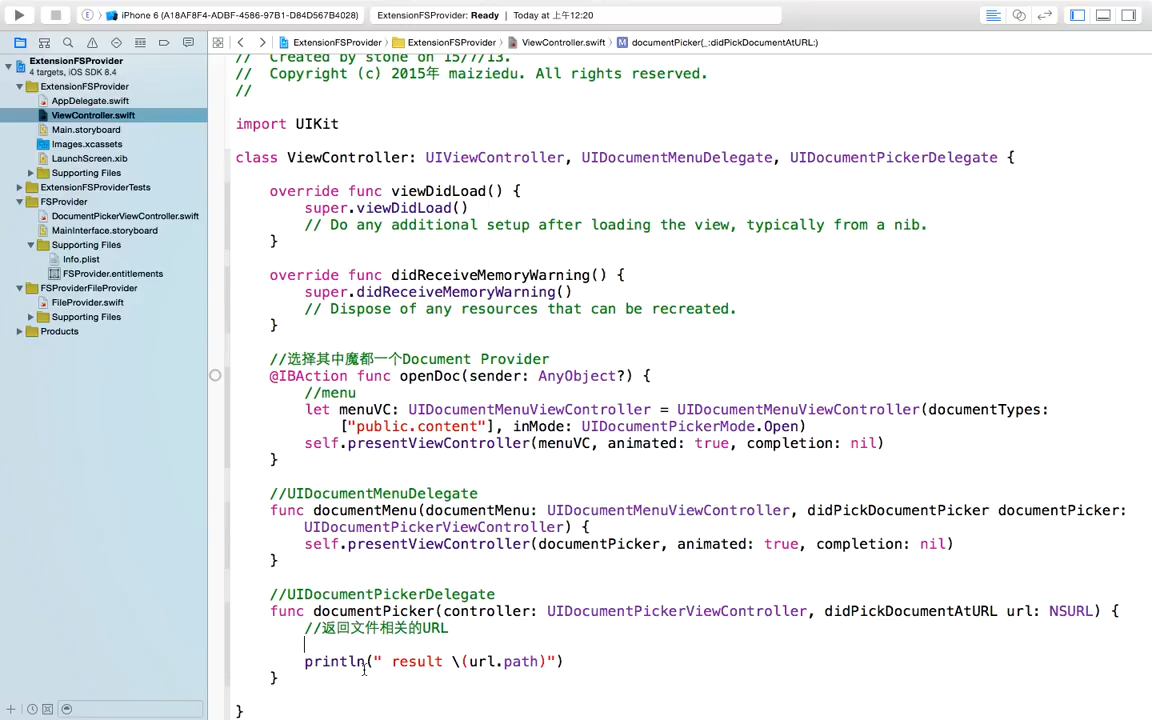 iPhone 6 (A18AF8F4-ADBF-4586-97B1-D84D567B4028)
ExtensionFSProvider: Ready | Today at 上午12:20
ExtensionFSProvider
ExtensionFSProvider
ViewController.swift
M documentPicker(_:didPickDocumentAtURL:)
ExtensionFSProvider
4 targets, iOS SDK 8.4
ExtensionFSProvider
AppDelegate.swift
ViewController.swift
Main.storyboard
Images.xcassets
LaunchScreen.xib
Supporting Files
ExtensionFSProviderTests
FSProvider
DocumentPickerViewController.swift
MainInterface.storyboard
Supporting Files
Info.plist
FSProvider.entitlements
FSProviderFileProvider
FileProvider.swift
Supporting Files
Products
//  Created by stone on 15/7/13.
//  Copyright (c) 2015年 maiziedu. All rights reserved.
//
import UIKit
class ViewController: UIViewController, UIDocumentMenuDelegate, UIDocumentPickerDelegate {
override func viewDidLoad() {
super.viewDidLoad()
// Do any additional setup after loading the view, typically from a nib.
}
override func didReceiveMemoryWarning() {
super.didReceiveMemoryWarning()
// Dispose of any resources that can be recreated.
}
//选择其中魔都一个Document Provider
@IBAction func openDoc(sender: AnyObject?) {
//menu
let menuVC: UIDocumentMenuViewController = UIDocumentMenuViewController(documentTypes:
["public.content"], inMode: UIDocumentPickerMode.Open)
self.presentViewController(menuVC, animated: true, completion: nil)
}
//UIDocumentMenuDelegate
func documentMenu(documentMenu: UIDocumentMenuViewController, didPickDocumentPicker documentPicker:
UIDocumentPickerViewController) {
self.presentViewController(documentPicker, animated: true, completion: nil)
}
//UIDocumentPickerDelegate
func documentPicker(controller: UIDocumentPickerViewController, didPickDocumentAtURL url: NSURL) {
//返回文件相关的URL
println(" result \(url.path)")
}
}